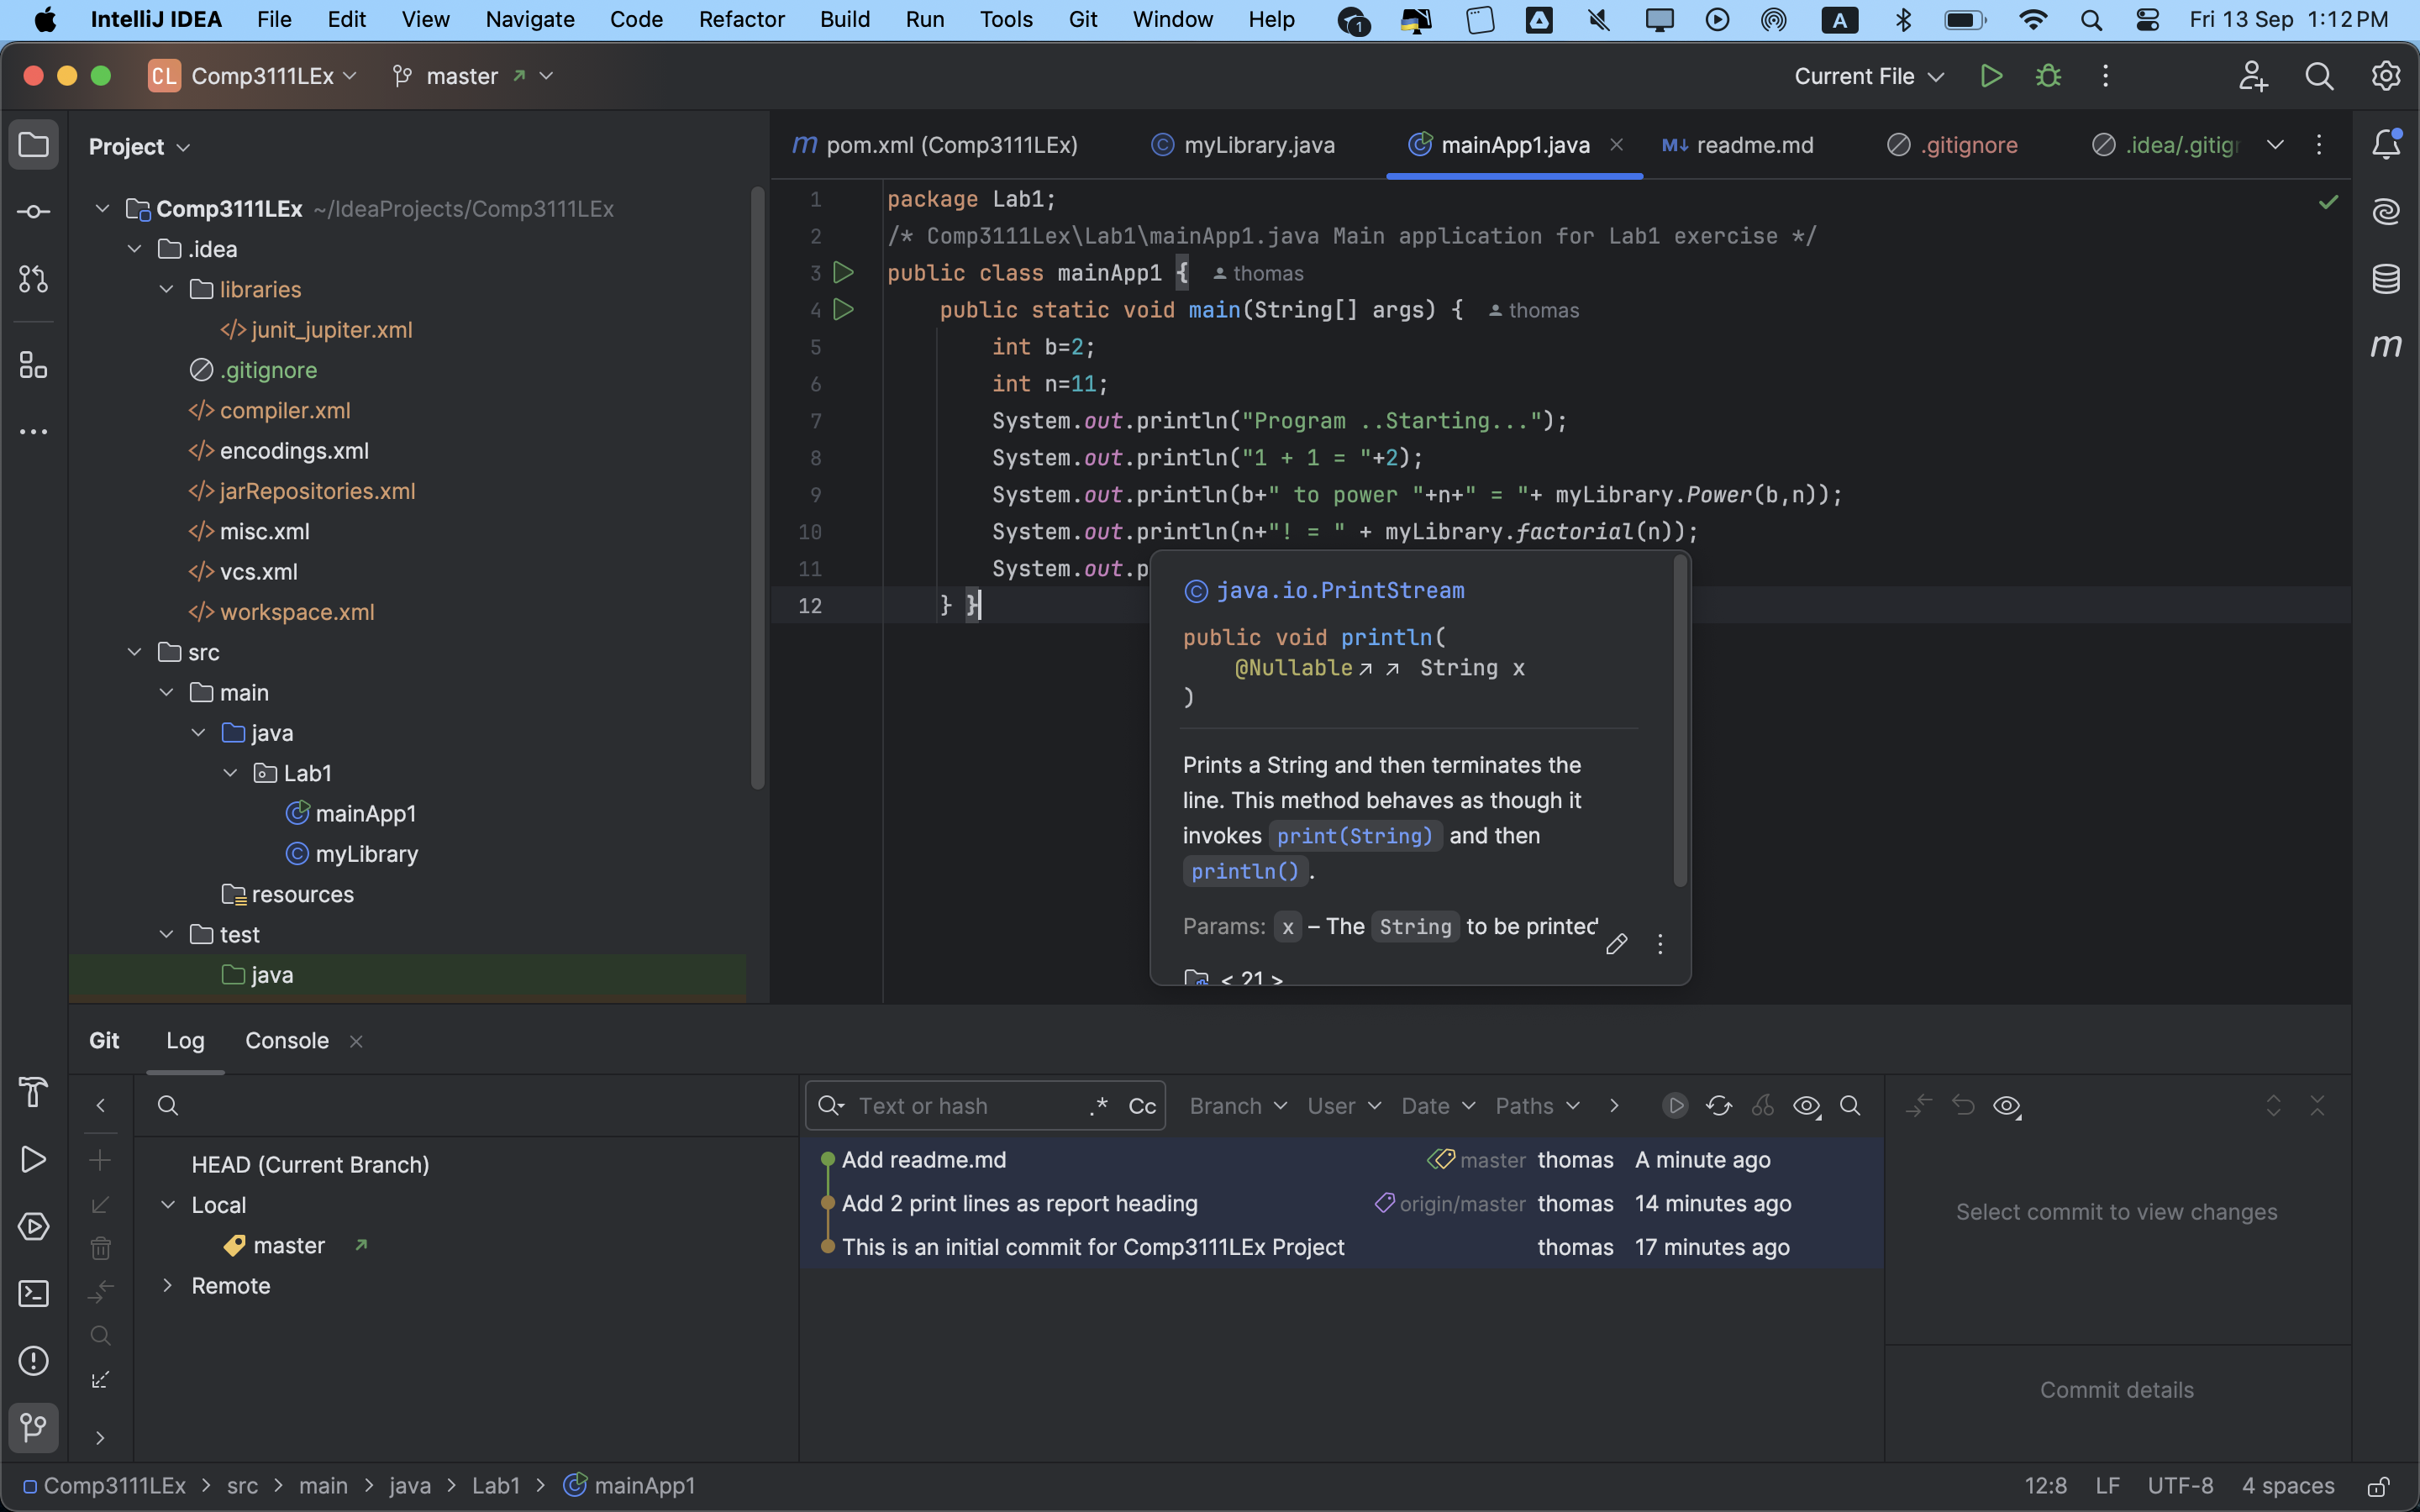 IntelliJ IDEA File Edit View Navigate Code Refactor Build Run Tools Git Window Help 1 A Fri 13 Sep 1:12 PM
CL Comp3111LEx master Current File
Project
Comp3111LEx ~/IdeaProjects/Comp3111LEx
.idea
libraries
junit_jupiter.xml
.gitignore
compiler.xml
encodings.xml
jarRepositories.xml
misc.xml
vcs.xml
workspace.xml
src
main
java
Lab1
mainApp1
myLibrary
resources
test
java
m pom.xml (Comp3111LEx) C myLibrary.java C mainApp1.java M↓ readme.md .gitignore .idea/.gitig
m
1 package Lab1;
2 /* Comp3111Lex\Lab1\mainApp1.java Main application for Lab1 exercise */
3 public class mainApp1 { thomas
4 public static void main(String[] args) { thomas
5 int b=2;
6 int n=11;
7 System.out.println("Program ..Starting...");
8 System.out.println("1 + 1 = "+2);
9 System.out.println(b+" to power "+n+" = "+ myLibrary.Power(b,n));
10 System.out.println(n+"! = " + myLibrary.factorial(n));
11 System.out.p
12 } }
C java.io.PrintStream
public void println(
@Nullable String x
)
Prints a String and then terminates the
line. This method behaves as though it
invokes print(String) and then
println() .
Params: x – The String to be printed
< 21 >
Git Log Console
HEAD (Current Branch)
Local
master
Remote
Text or hash .* Cc Branch User Date Paths
Add readme.md master thomas A minute ago
Add 2 print lines as report heading origin/master thomas 14 minutes ago
This is an initial commit for Comp3111LEx Project thomas 17 minutes ago
Select commit to view changes
Commit details
Comp3111LEx > src > main > java > Lab1 > mainApp1 12:8 LF UTF-8 4 spaces